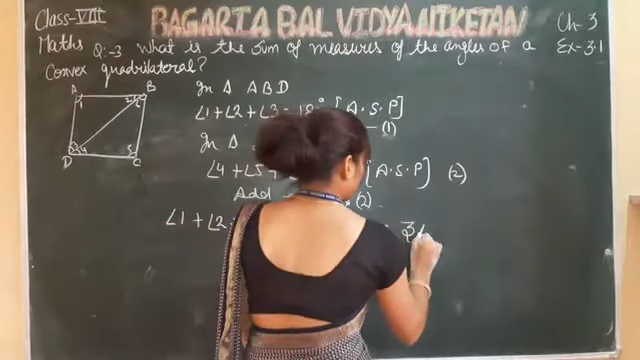 Class-VIII BAGARIA BAL VIDYA NIKETAN Ch-3
Maths Q:-3 What is the sum of measures of the angles of a Ex-3.1
Convex quadrilateral?
A B
D C
In Δ ABD
∠1+∠2+∠3 = [A.S.P]
(1)
In Δ
∠4+∠5+ [A.S.P] (2)
Add (2).
∠1+∠2